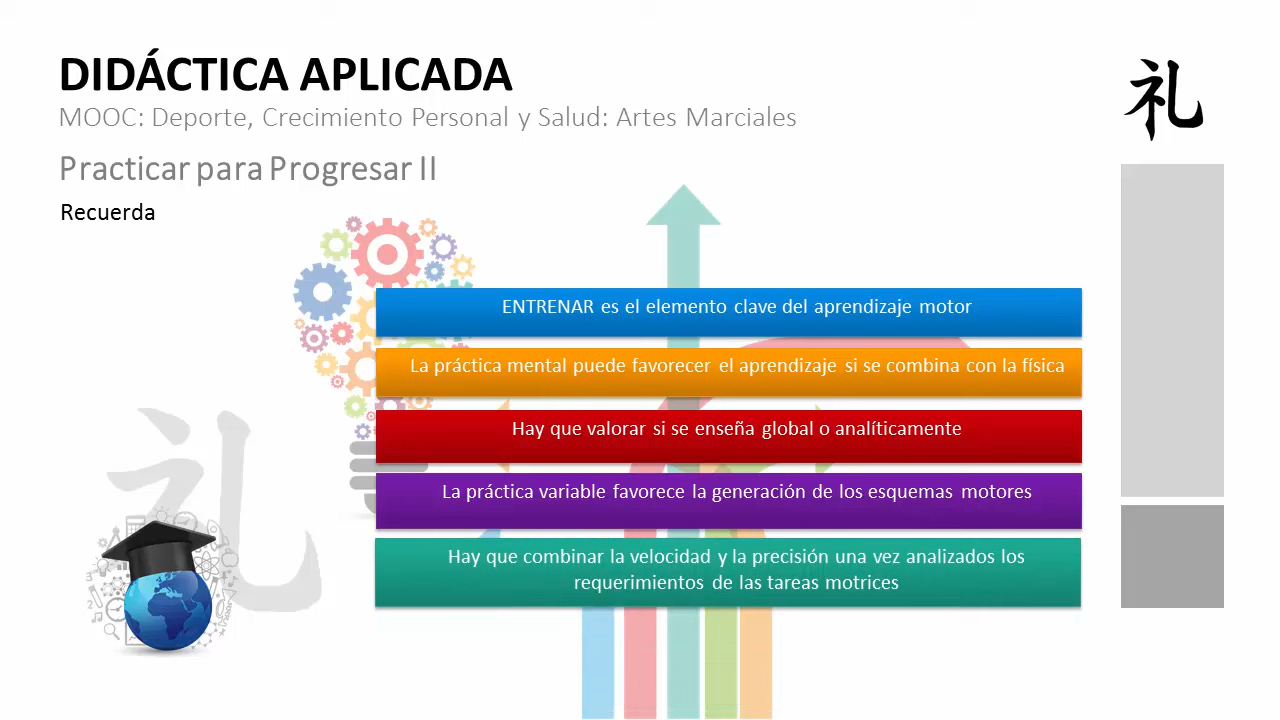 DIDÁCTICA APLICADA
MOOC: Deporte, Crecimiento Personal y Salud: Artes Marciales
礼
Practicar para Progresar II
Recuerda
ENTRENAR es el elemento clave del aprendizaje motor
La práctica mental puede favorecer el aprendizaje si se combina con la física
Hay que valorar si se enseña global o analíticamente
La práctica variable favorece la generación de los esquemas motores
Hay que combinar la velocidad y la precisión una vez analizados los
requerimientos de las tareas motrices
礼